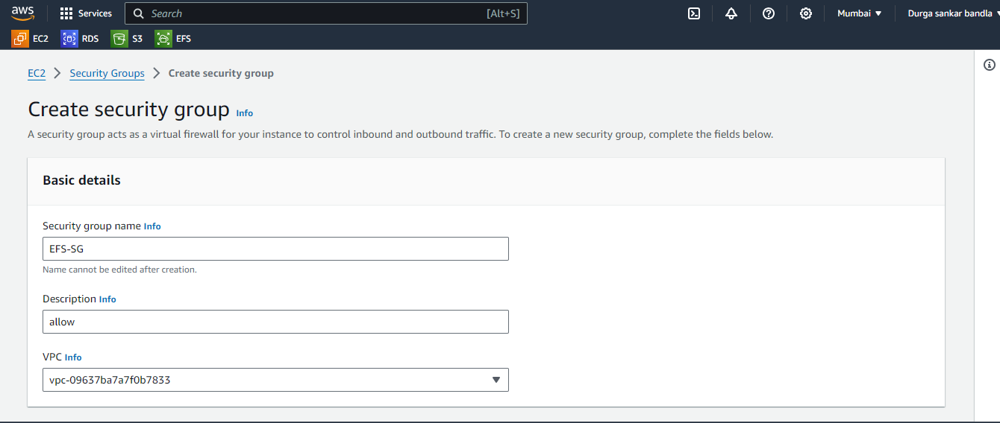 aws Services Search [Alt+S] Mumbai Durga sankar bandla
EC2 RDS S3 EFS
EC2 Security Groups Create security group
Create security group Info
A security group acts as a virtual firewall for your instance to control inbound and outbound traffic. To create a new security group, complete the fields below.
Basic details
Security group name Info
EFS-SG
Name cannot be edited after creation.
Description Info
allow
VPC Info
vpc-09637ba7a7f0b7833